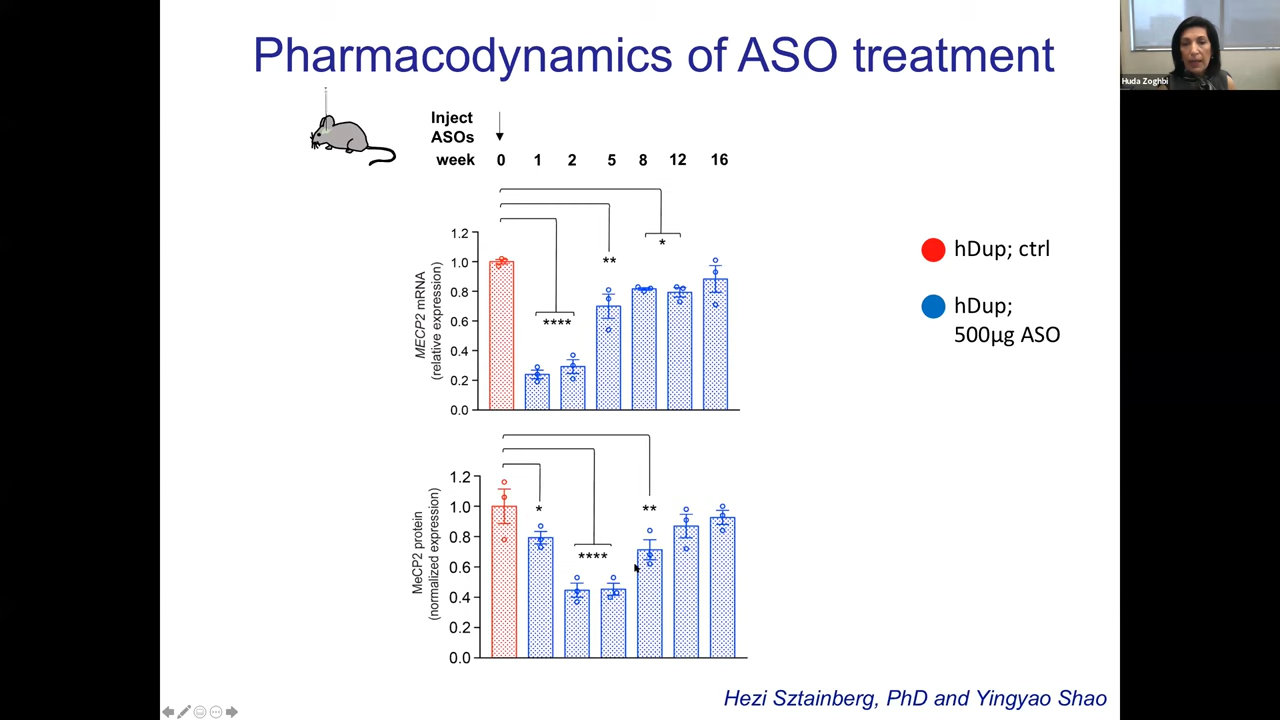 Pharmacodynamics of ASO treatment
Huda Zoghbi
Inject
ASOs
week 0 1 2 5 8 12 16
MECP2 mRNA
(relative expression)
1.2
1.0
0.8
0.6
0.4
0.2
0.0
****
**
*
hDup; ctrl
hDup;
500µg ASO
MeCP2 protein
(normalized expression)
1.2
1.0
0.8
0.6
0.4
0.2
0.0
*
****
**
Hezi Sztainberg, PhD and Yingyao Shao